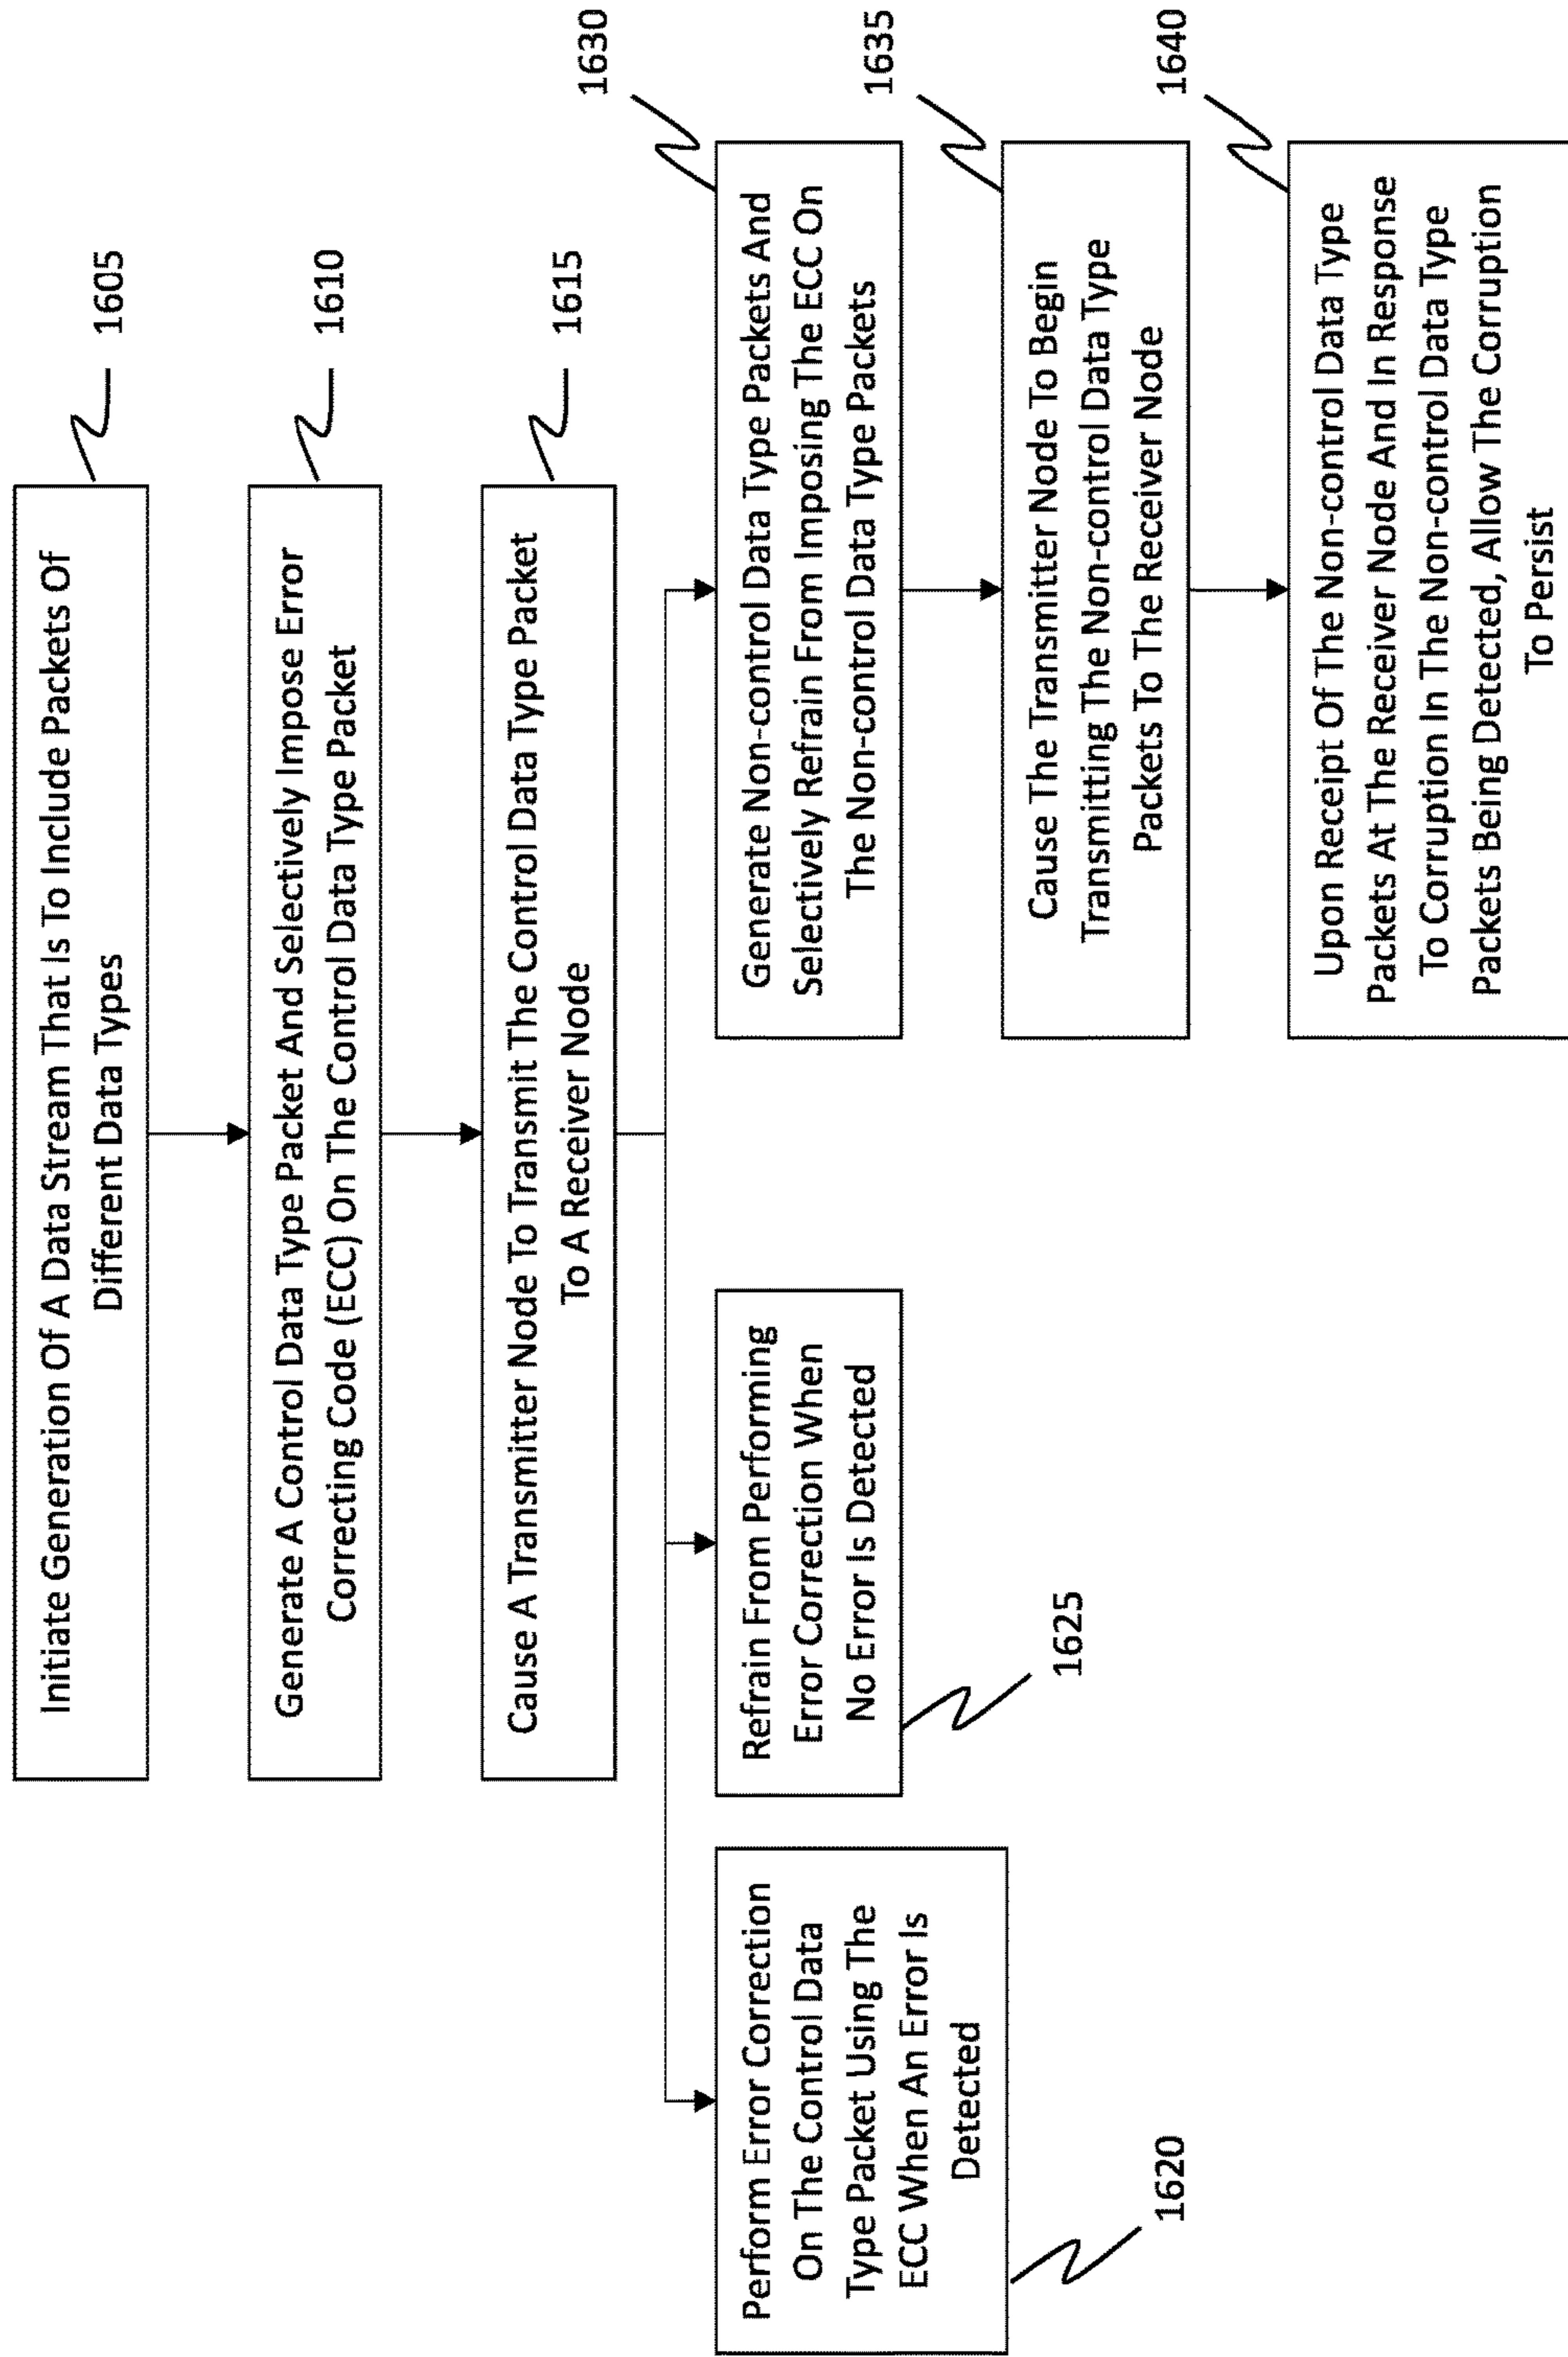 Initiate Generation Of A Data Stream That Is To Include Packets Of
Different Data Types
1605
Generate A Control Data Type Packet And Selectively Impose Error
Correcting Code (ECC) On The Control Data Type Packet
1610
Cause A Transmitter Node To Transmit The Control Data Type Packet
To A Receiver Node
1615
Perform Error Correction
On The Control Data
Type Packet Using The
ECC When An Error Is
Detected
1620
Refrain From Performing
Error Correction When
No Error Is Detected
1625
Generate Non-control Data Type Packets And
Selectively Refrain From Imposing The ECC On
The Non-control Data Type Packets
1630
Cause The Transmitter Node To Begin
Transmitting The Non-control Data Type
Packets To The Receiver Node
1635
Upon Receipt Of The Non-control Data Type
Packets At The Receiver Node And In Response
To Corruption In The Non-control Data Type
Packets Being Detected, Allow The Corruption
To Persist
1640